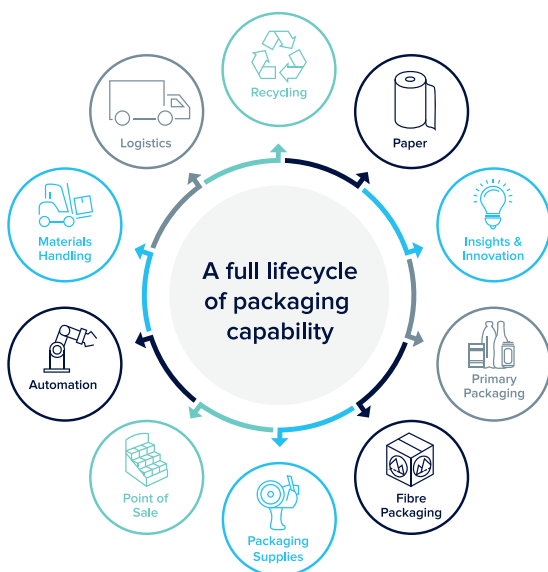 Recycling
Paper
Insights &
Innovation
Primary
Packaging
Fibre
Packaging
Packaging
Supplies
Point of
Sale
Automation
Materials
Handling
Logistics
A full lifecycle
of packaging
capability